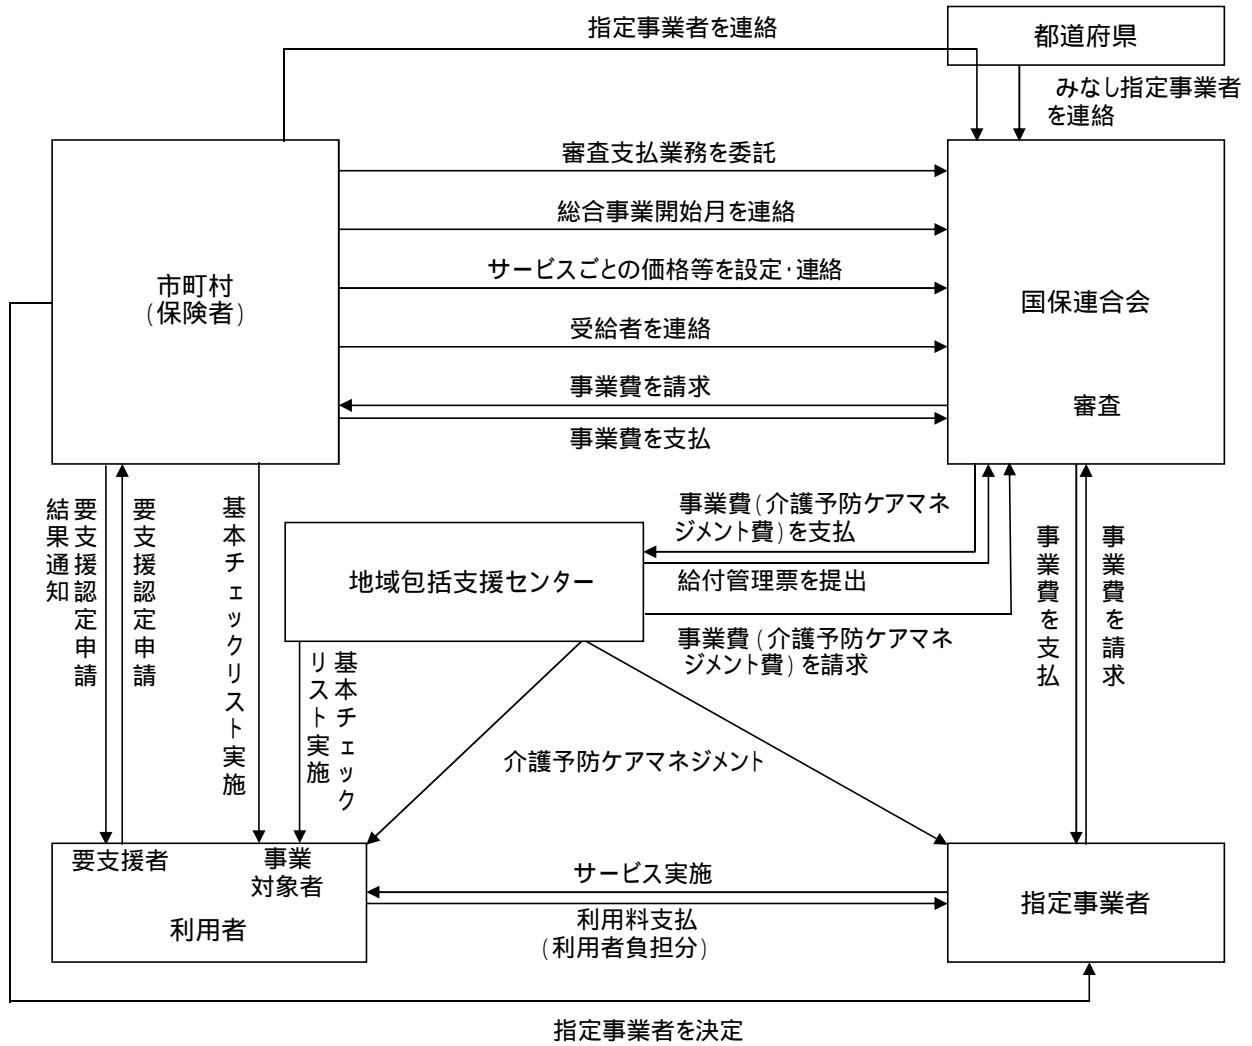 指定事業者を連絡
都道府県
みなし指定事業者
を連絡
審査支払業務を委託
総合事業開始月を連絡
サービスごとの価格等を設定・連絡
市町村
(保険者)
国保連合会
受給者を連絡
事業費を請求
審査
事業費を支払
要支援認定申請
結果通知
要支援認定申請
基本チェックリスト実施
事業費(介護予防ケアマネ
ジメント費)を支払
地域包括支援センター
給付管理票を提出
事業費(介護予防ケアマネ
ジメント費)を請求
事業費を支払
事業費を請求
基本チェック
リスト実施
介護予防ケアマネジメント
要支援者
事業
対象者
利用者
サービス実施
利用料支払
(利用者負担分)
指定事業者
指定事業者を決定